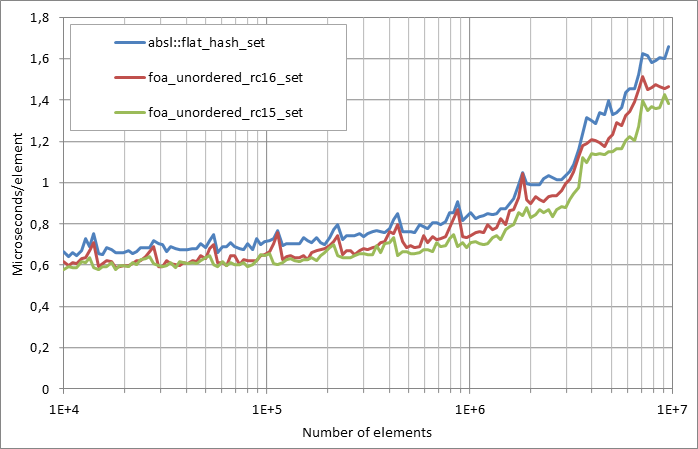 1,8
1,6
1,4
1,2
1
0,8
0,6
0,4
0,2
0
Microseconds/element
absl::flat_hash_set
foa_unordered_rc16_set
foa_unordered_rc15_set
1E+4 1E+5 1E+6 1E+7
Number of elements